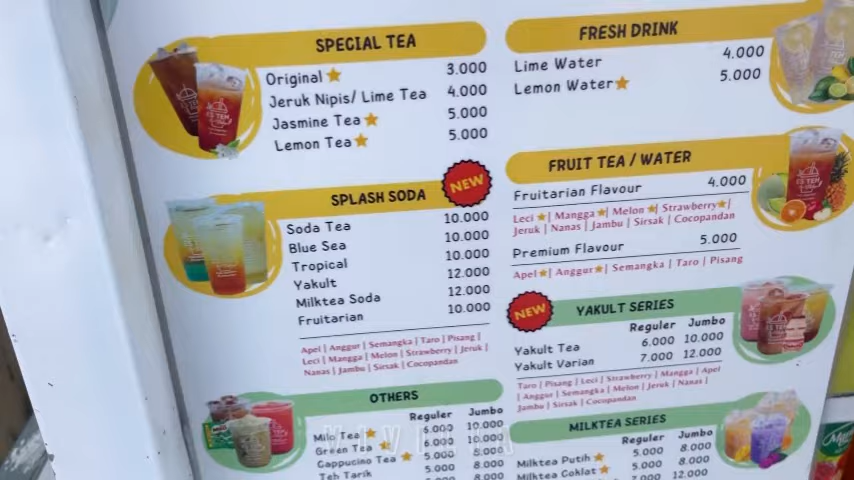 SPECIAL TEA
Original 3.000
Jeruk Nipis/ Lime Tea 4.000
Jasmine Tea 5.000
Lemon Tea 5.000
FRESH DRINK
Lime Water 4.000
Lemon Water 5.000
SPLASH SODA
NEW
Soda Tea 10.000
Blue Sea 10.000
Tropical 10.000
Yakult 12.000
Milktea Soda 12.000
Fruitarian 10.000
Apel | Anggur | Semangka | Taro | Pisang |
Leci | Mangga | Melon | Strawberry | Jeruk |
Nanas | Jambu | Sirsak | Cocopandan
FRUIT TEA / WATER
Fruitarian Flavour 4.000
Leci | Mangga | Melon | Strawberry |
Jeruk | Nanas | Jambu | Sirsak | Cocopandan
Premium Flavour 5.000
Apel | Anggur | Semangka | Taro | Pisang
NEW
YAKULT SERIES
Reguler Jumbo
Yakult Tea 6.000 10.000
Yakult Varian 7.000 12.000
Taro | Pisang | Leci | Strawberry | Mangga | Apel
| Anggur | Semangka | Melon | Jeruk | Nanas |
Jambu | Sirsak | Cocopandan
OTHERS
Reguler Jumbo
Milo Tea 6.000 10.000
Green Tea 6.000 10.000
Cappucino Tea 5.000 8.000
Teh Tarik 5.000 8.000
MILKTEA SERIES
Reguler Jumbo
Milktea Putih 5.000 8.000
Milktea Coklat 5.000 8.000
7.000 12.000